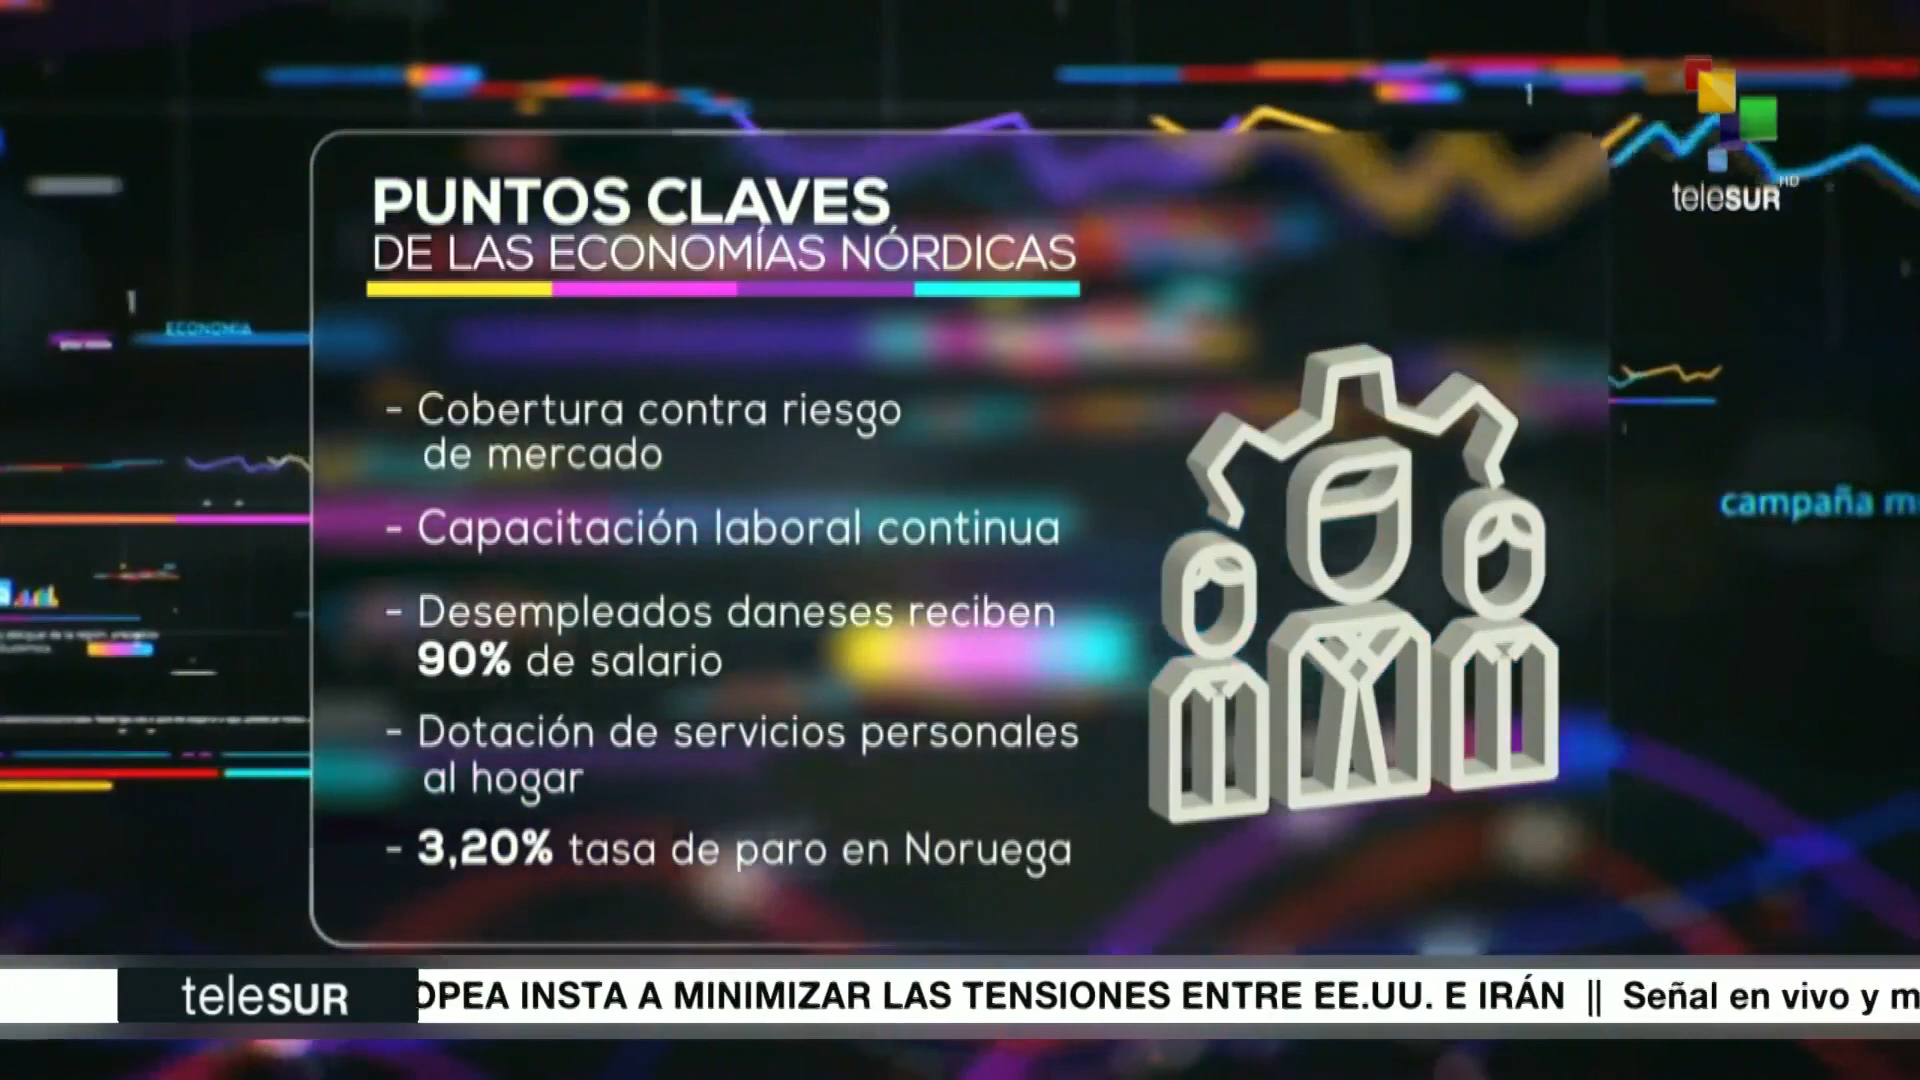 teleSUR HD
PUNTOS CLAVES
DE LAS ECONOMÍAS NÓRDICAS
ECONOMIA
- Cobertura contra riesgo
de mercado
- Capacitación laboral continua
- Desempleados daneses reciben
90% de salario
- Dotación de servicios personales
al hogar
- 3,20% tasa de paro en Noruega
campaña m
teleSUR
OPEA INSTA A MINIMIZAR LAS TENSIONES ENTRE EE.UU. E IRÁN || Señal en vivo y m